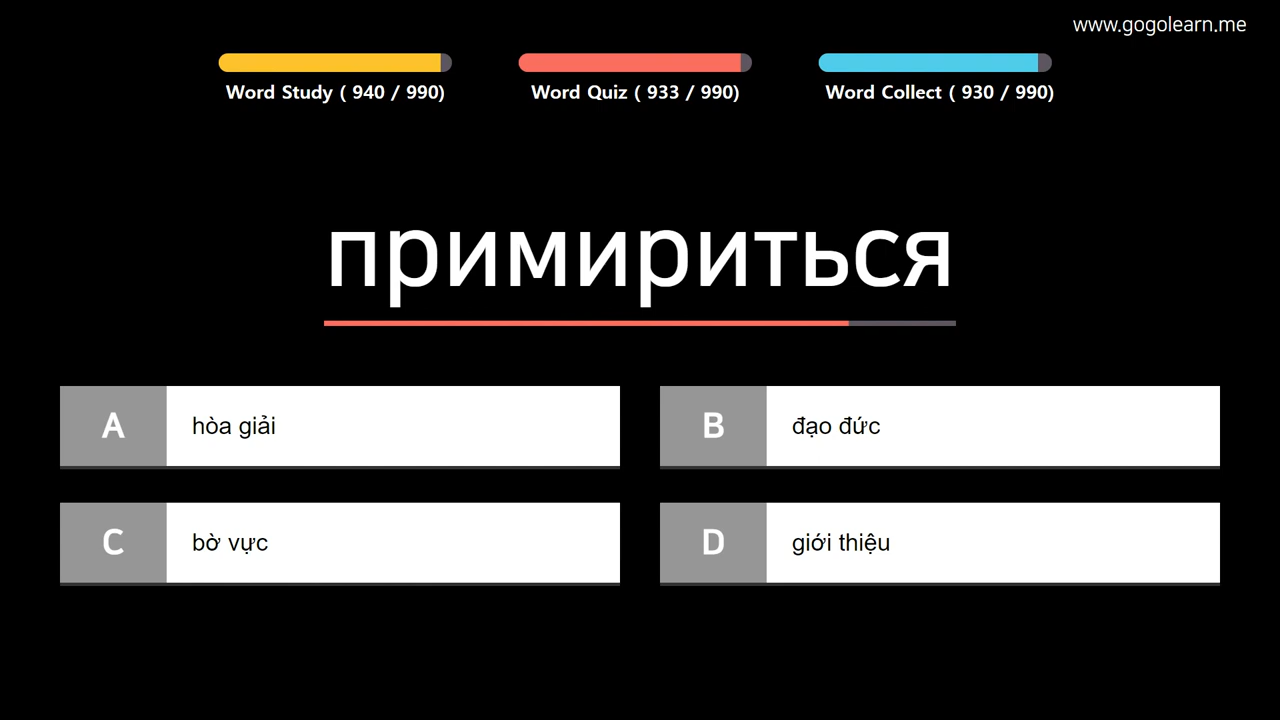 www.gogolearn.me
Word Study ( 940 / 990)
Word Quiz ( 933 / 990)
Word Collect ( 930 / 990)
примириться
A
hòa giải
B
đạo đức
C
bờ vực
D
giới thiệu